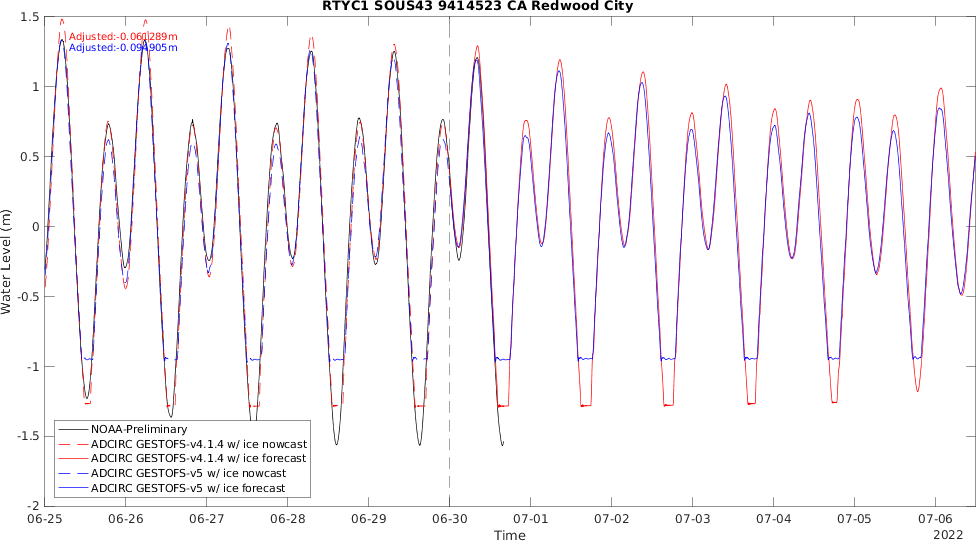 RTYC1 SOUS43 9414523 CA Redwood City
Adjusted:-0.061289m
Adjusted:-0.094905m
1.5
1
0.5
0
-0.5
-1
-1.5
-2
Water Level (m)
NOAA-Preliminary
ADCIRC GESTOFS-v4.1.4 w/ ice nowcast
ADCIRC GESTOFS-v4.1.4 w/ ice forecast
ADCIRC GESTOFS-v5 w/ ice nowcast
ADCIRC GESTOFS-v5 w/ ice forecast
06-25 06-26 06-27 06-28 06-29 06-30 07-01 07-02 07-03 07-04 07-05 07-06
Time
2022